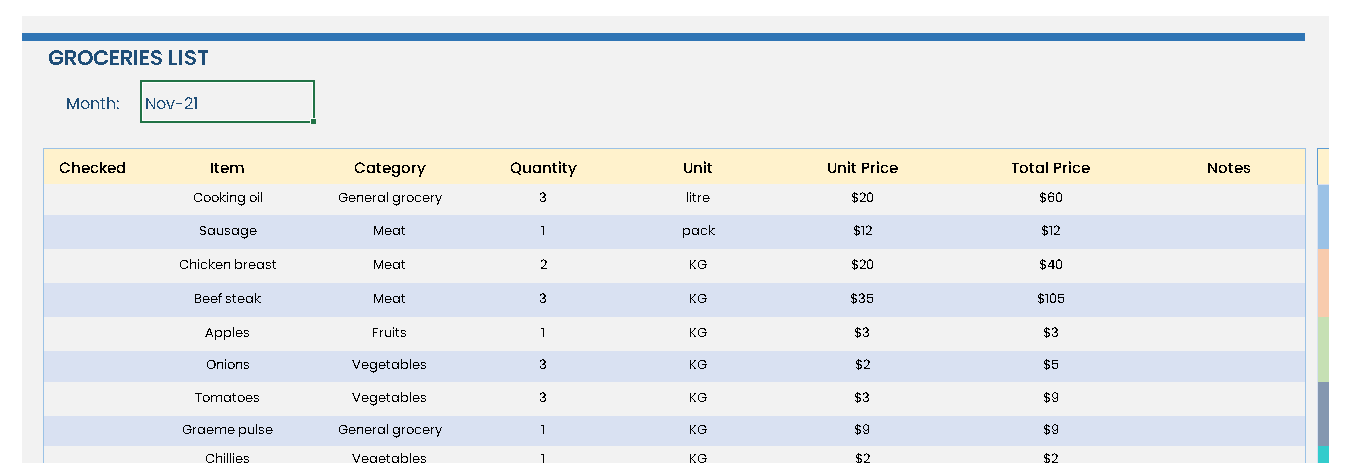 GROCERIES LIST
Month: Nov-21
Checked Item Category Quantity Unit Unit Price Total Price Notes
Cooking oil General grocery 3 litre $20 $60
Sausage Meat 1 pack $12 $12
Chicken breast Meat 2 KG $20 $40
Beef steak Meat 3 KG $35 $105
Apples Fruits 1 KG $3 $3
Onions Vegetables 3 KG $2 $5
Tomatoes Vegetables 3 KG $3 $9
Graeme pulse General grocery 1 KG $9 $9
Chillies Vegetables 1 KG $2 $2